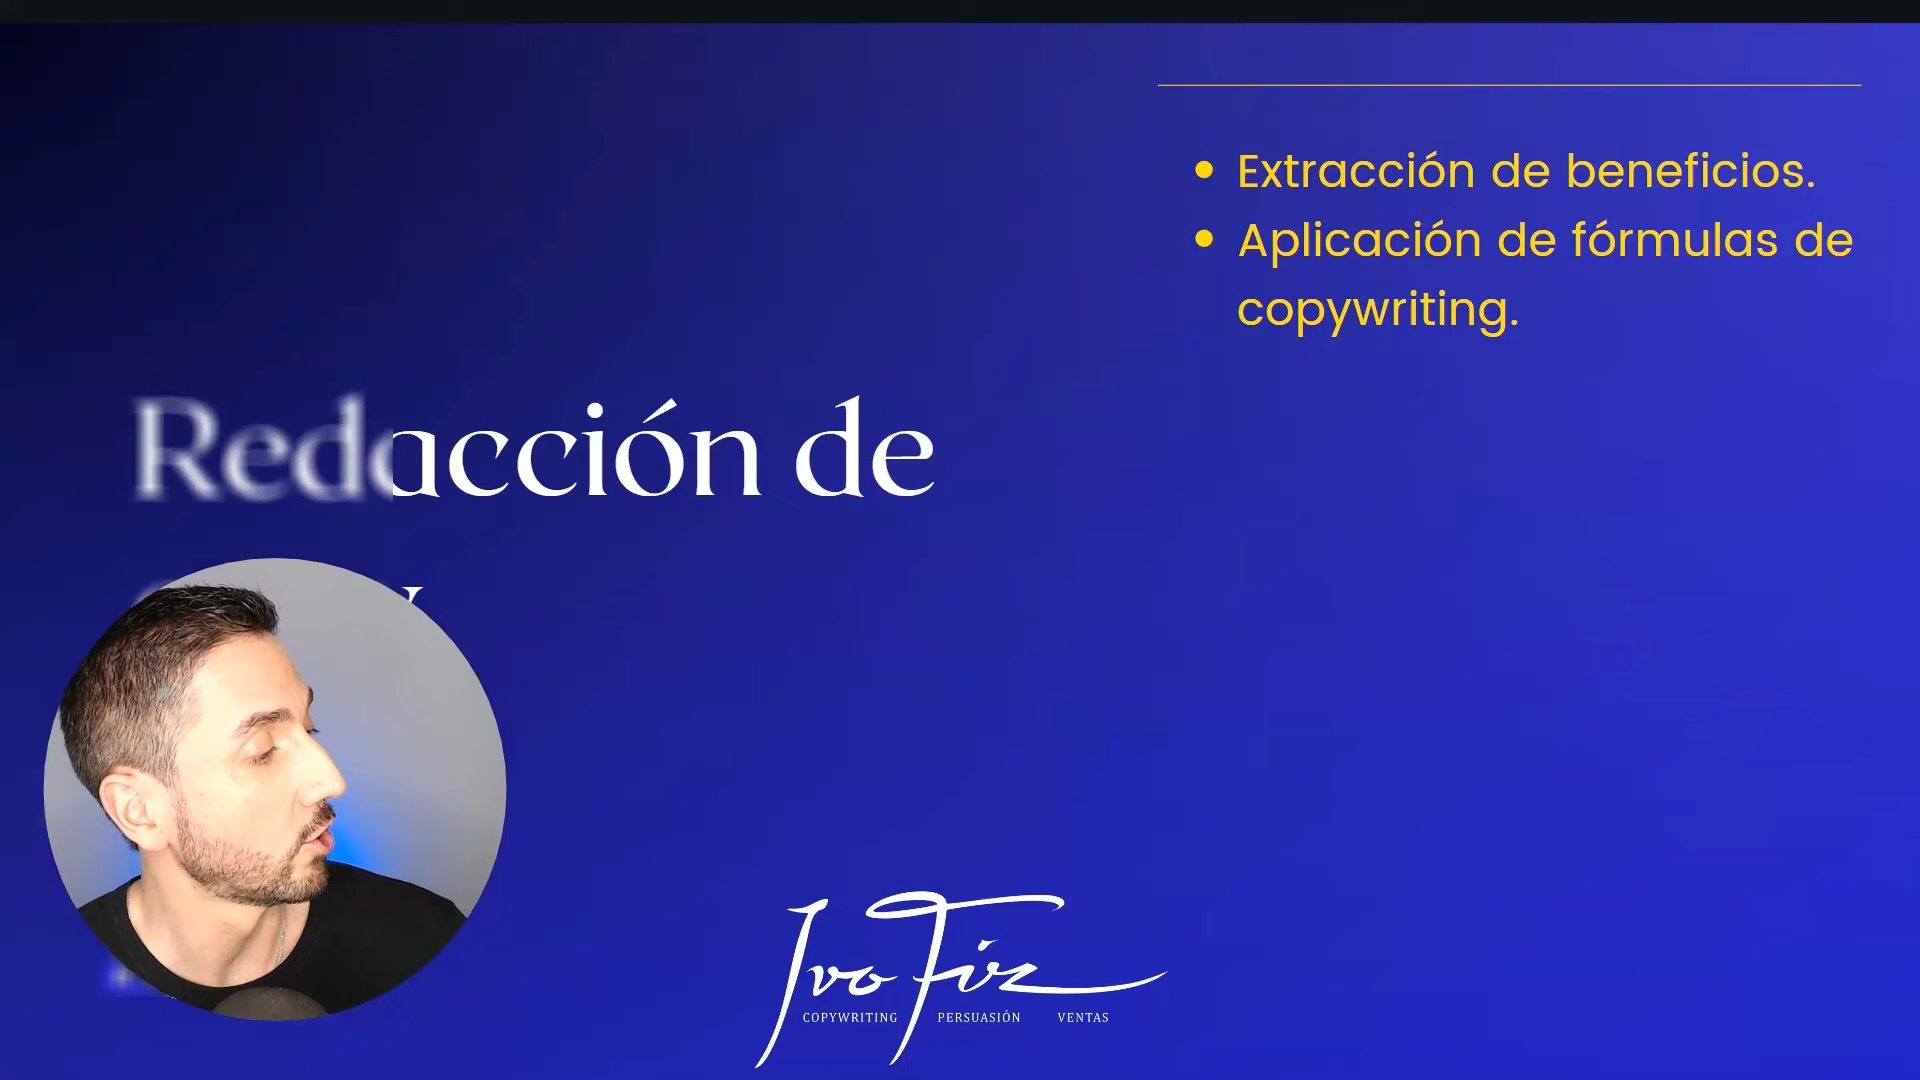 Extracción de beneficios.
Aplicación de fórmulas de
copywriting.
Redacción de
Ivo Fiz
COPYWRITING PERSUASIÓN VENTAS